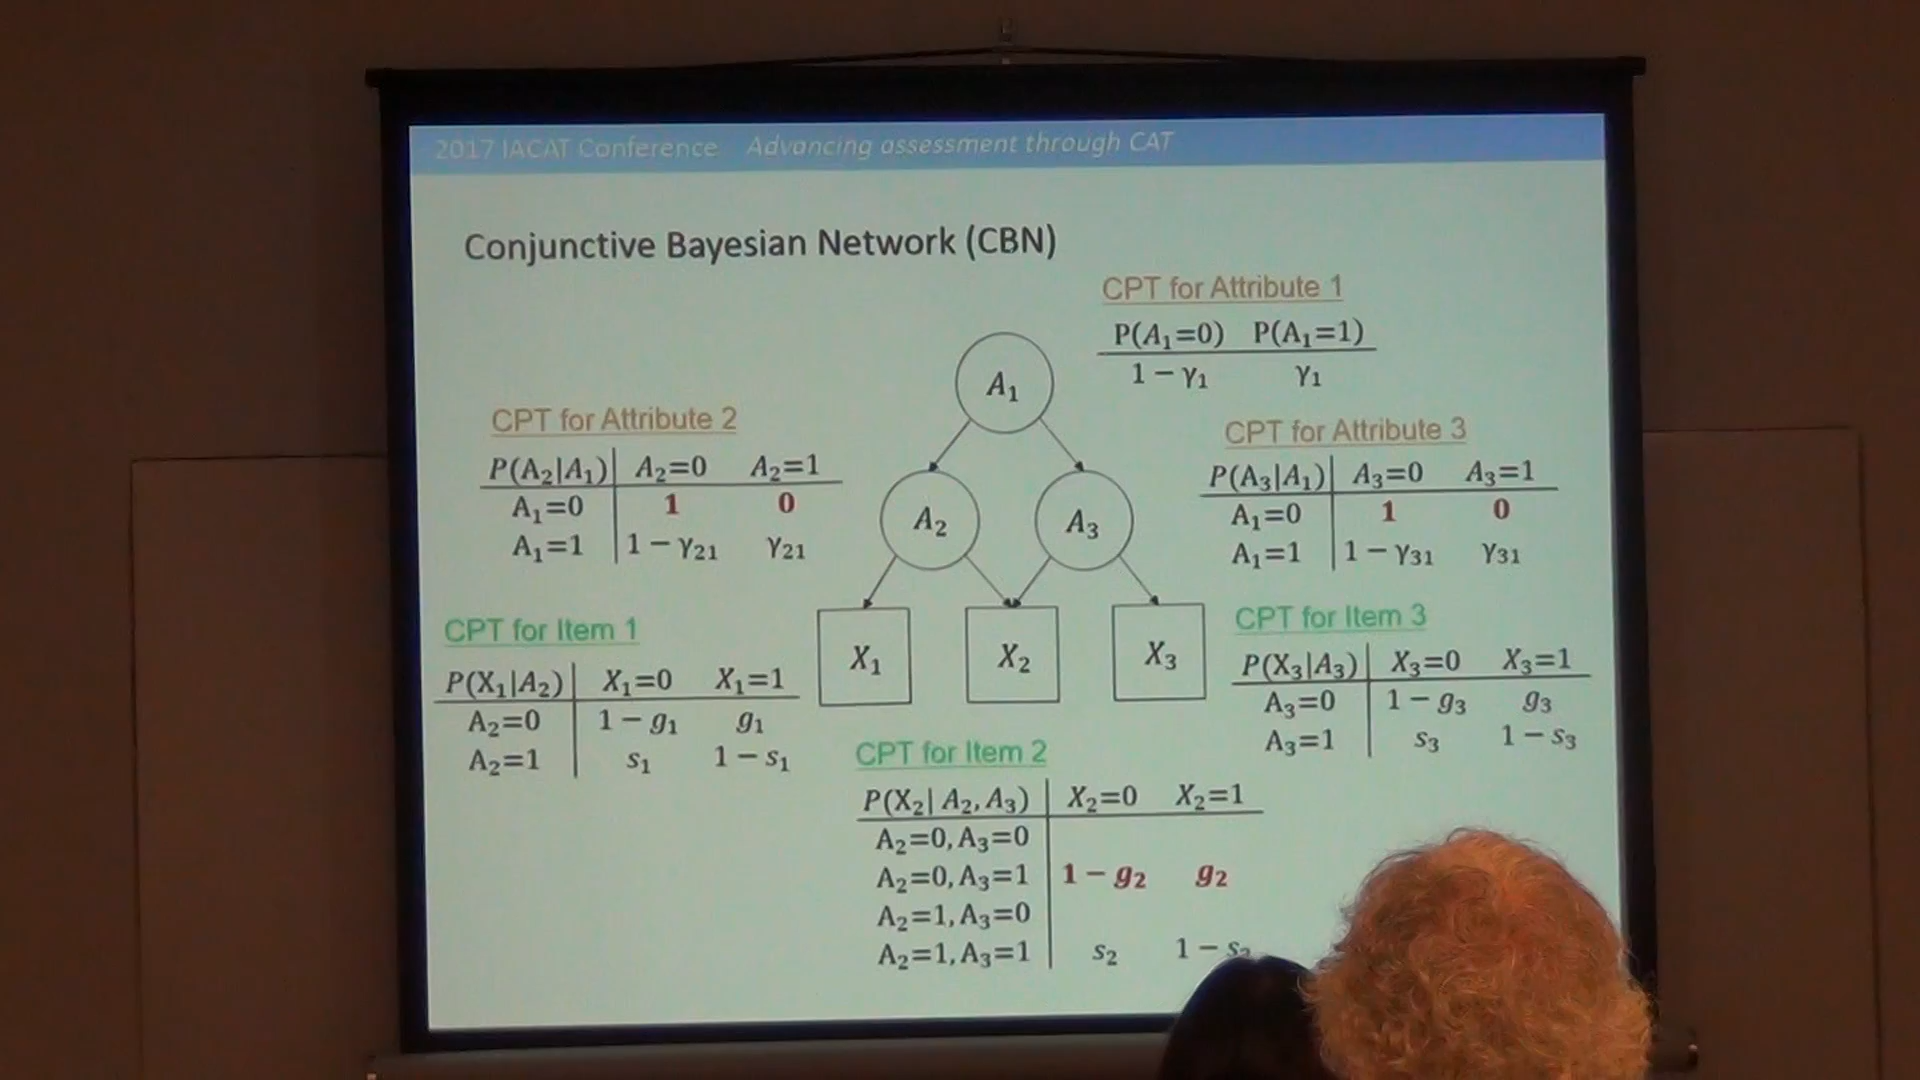 2017 IACAT Conference Advancing assessment through CAT
Conjunctive Bayesian Network (CBN)
CPT for Attribute 1
P(A₁=0) P(A₁=1)
1 − γ₁ γ₁
A₁
CPT for Attribute 2
P(A₂|A₁) A₂=0 A₂=1
A₁=0 1 0
A₁=1 1 − γ₂₁ γ₂₁
A₂
A₃
CPT for Attribute 3
P(A₃|A₁) A₃=0 A₃=1
A₁=0 1 0
A₁=1 1 − γ₃₁ γ₃₁
CPT for Item 1
P(X₁|A₂) X₁=0 X₁=1
A₂=0 1 − g₁ g₁
A₂=1 s₁ 1 − s₁
X₁
X₂
X₃
CPT for Item 3
P(X₃|A₃) X₃=0 X₃=1
A₃=0 1 − g₃ g₃
A₃=1 s₃ 1 − s₃
CPT for Item 2
P(X₂| A₂, A₃) X₂=0 X₂=1
A₂=0, A₃=0
A₂=0, A₃=1 1 − g₂ g₂
A₂=1, A₃=0
A₂=1, A₃=1 s₂ 1 − s₂